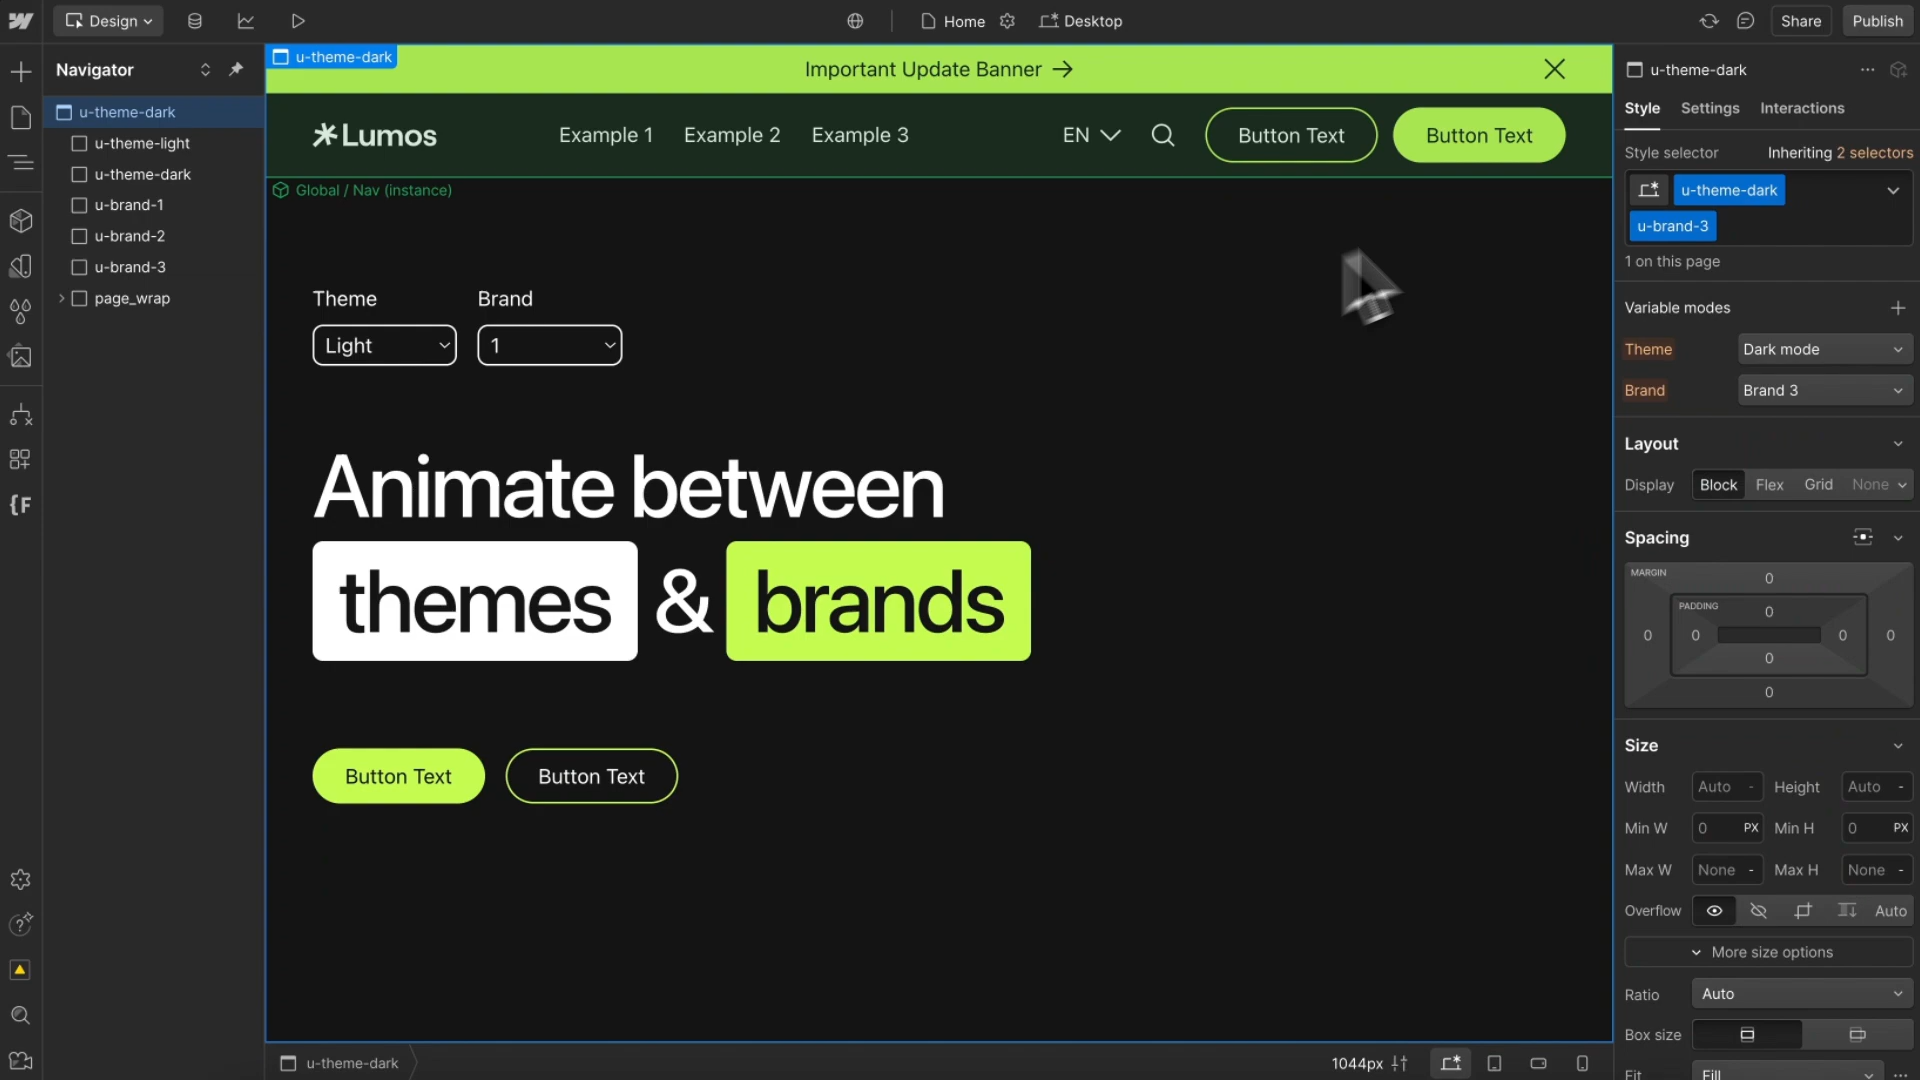 Design
Home
Desktop
Share
Publish
Navigator
u-theme-dark
u-theme-light
u-theme-dark
u-brand-1
u-brand-2
u-brand-3
page_wrap
u-theme-dark
Important Update Banner →
Lumos
Example 1
Example 2
Example 3
EN
Button Text
Button Text
Global / Nav (instance)
Theme
Brand
Light
1
Animate between
themes & brands
Button Text
Button Text
u-theme-dark
1044px
u-theme-dark
Style
Settings
Interactions
Style selector
Inheriting 2 selectors
u-theme-dark
u-brand-3
1 on this page
Variable modes
Theme
Dark mode
Brand
Brand 3
Layout
Display
Block
Flex
Grid
None
Spacing
MARGIN
0
PADDING
0
0
0
0
0
0
0
Size
Width
Auto
-
Height
Auto
-
Min W
0
PX
Min H
0
PX
Max W
None
-
Max H
None
-
Overflow
Auto
More size options
Ratio
Auto
Box size
Fit
Fill